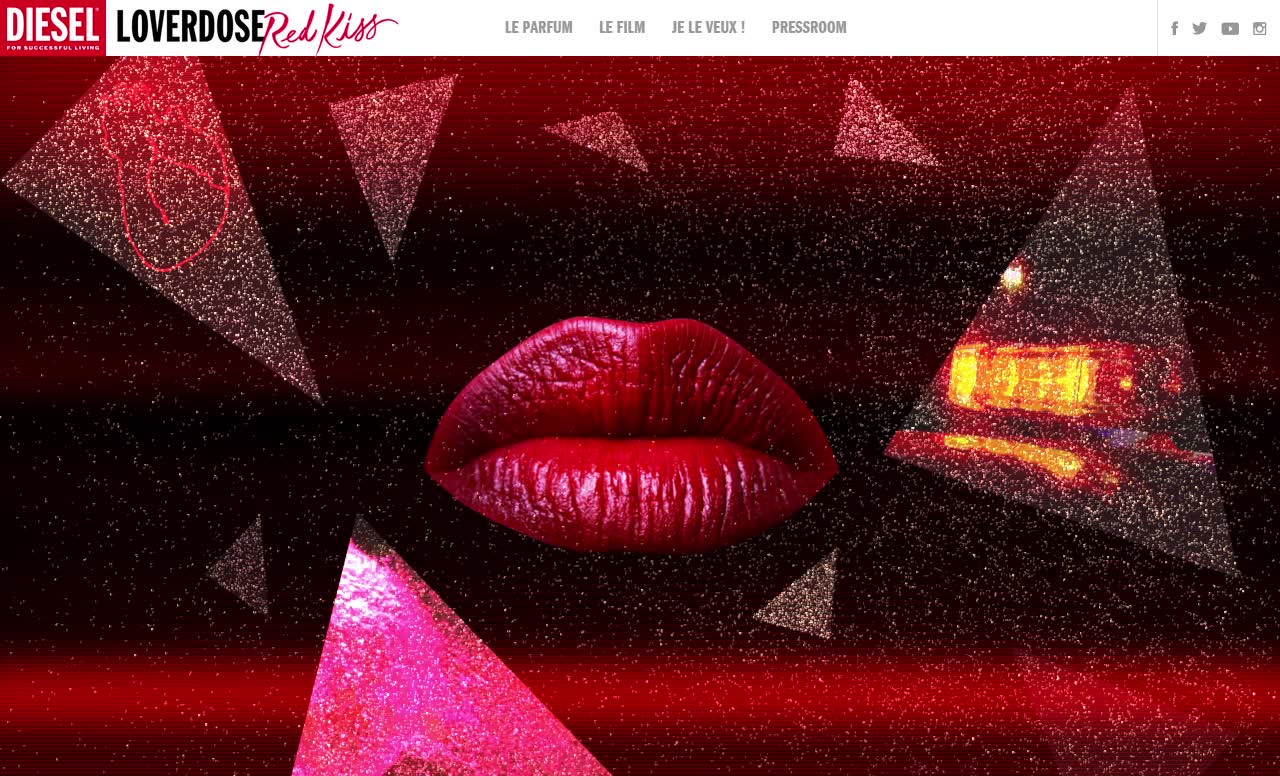 DIESEL®
FOR SUCCESSFUL LIVING
LOVERDOSE Red Kiss
LE PARFUM LE FILM JE LE VEUX ! PRESSROOM